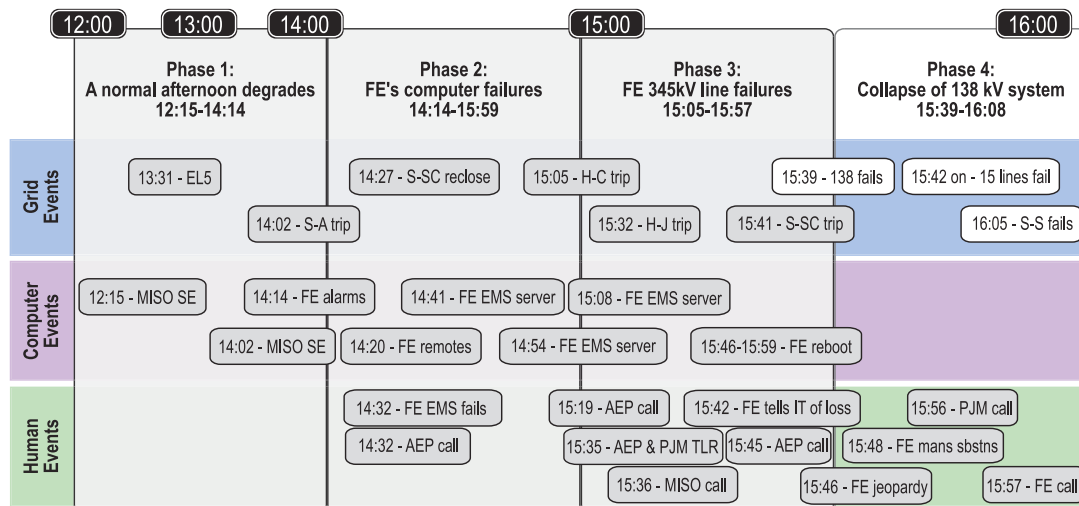 12:00
13:00
14:00
15:00
16:00
Phase 1:
A normal afternoon degrades
12:15-14:14
Phase 2:
FE's computer failures
14:14-15:59
Phase 3:
FE 345kV line failures
15:05-15:57
Phase 4:
Collapse of 138 kV system
15:39-16:08
Grid
Events
13:31 - EL5
14:27 - S-SC reclose
15:05 - H-C trip
15:39 - 138 fails
15:42 on - 15 lines fail
14:02 - S-A trip
15:32 - H-J trip
15:41 - S-SC trip
16:05 - S-S fails
Computer
Events
12:15 - MISO SE
14:14 - FE alarms
14:41 - FE EMS server
15:08 - FE EMS server
14:02 - MISO SE
14:20 - FE remotes
14:54 - FE EMS server
15:46-15:59 - FE reboot
Human
Events
14:32 - FE EMS fails
15:19 - AEP call
15:42 - FE tells IT of loss
15:56 - PJM call
14:32 - AEP call
15:35 - AEP & PJM TLR
15:45 - AEP call
15:48 - FE mans sbstns
15:36 - MISO call
15:46 - FE jeopardy
15:57 - FE call